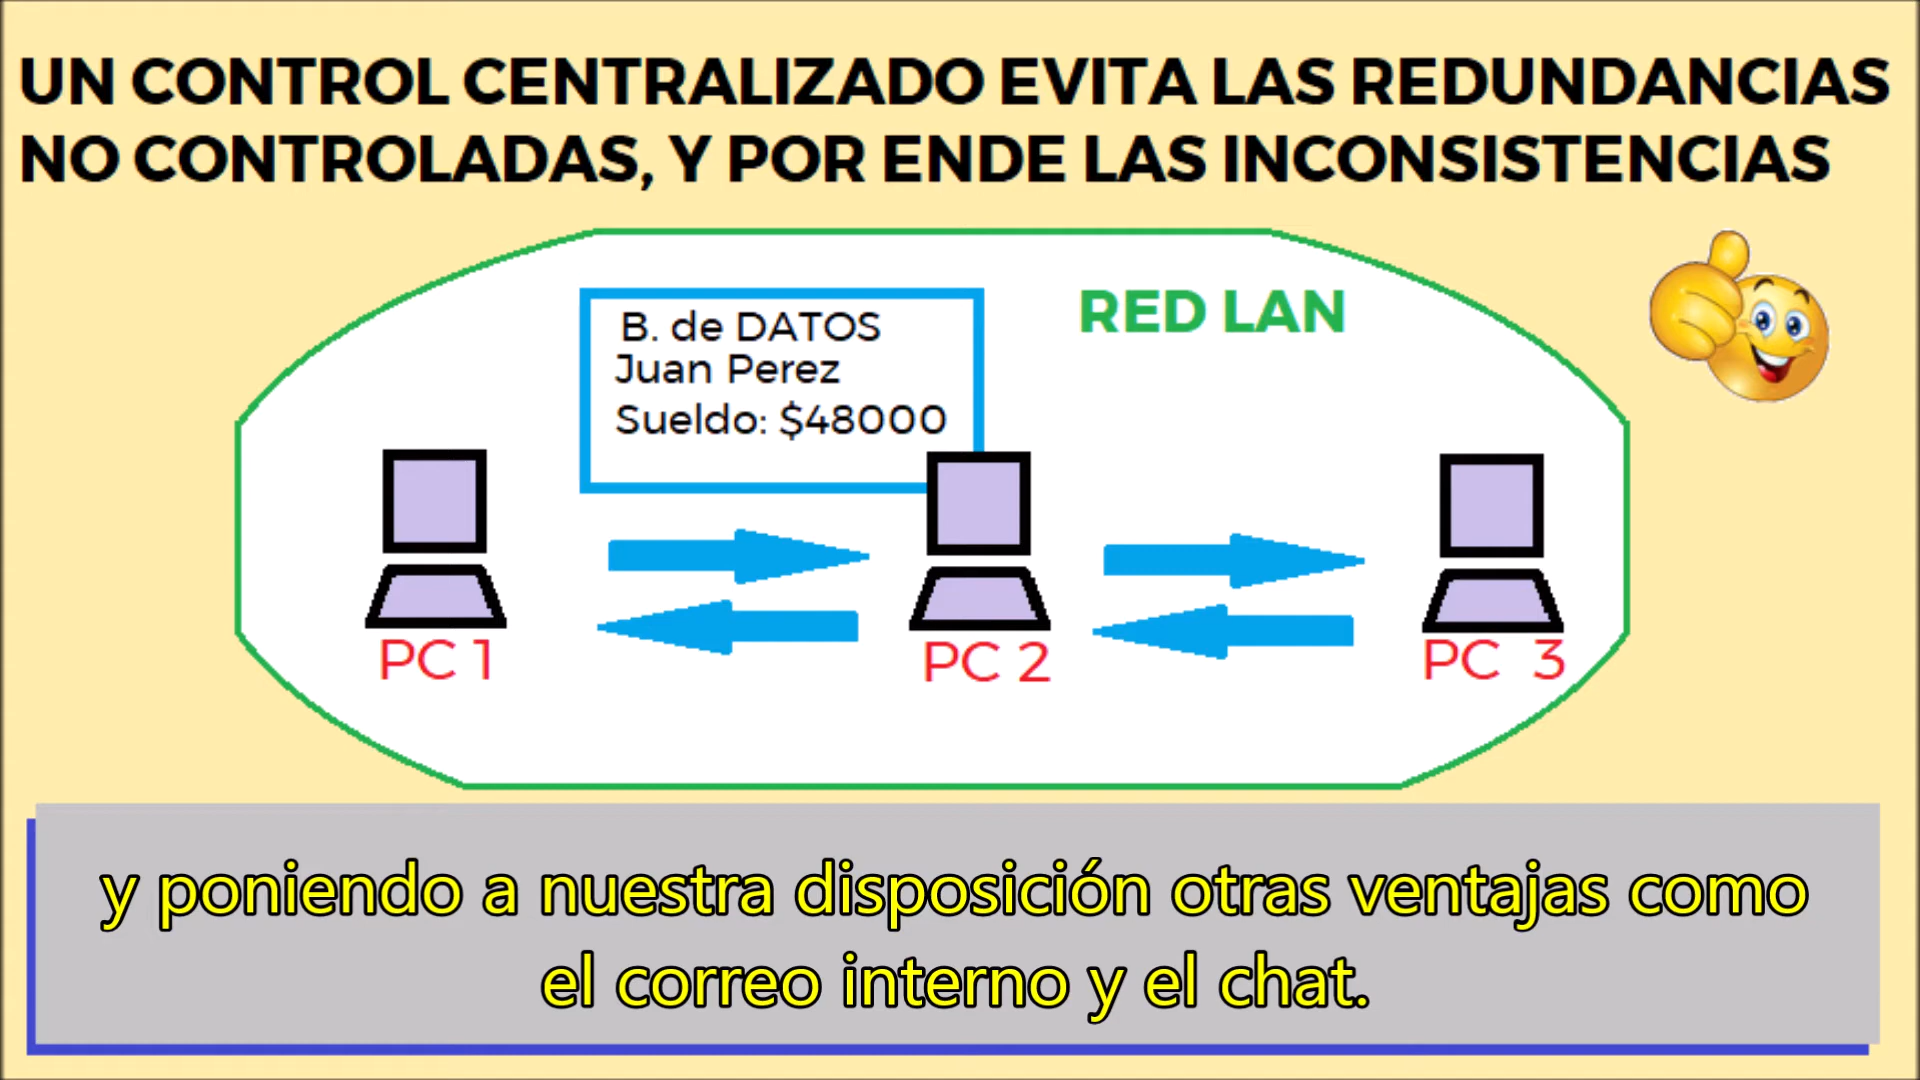 UN CONTROL CENTRALIZADO EVITA LAS REDUNDANCIAS
NO CONTROLADAS, Y POR ENDE LAS INCONSISTENCIAS
RED LAN
B. de DATOS
Juan Perez
Sueldo: $48000
PC 1
PC 2
PC 3
y poniendo a nuestra disposición otras ventajas como
el correo interno y el chat.